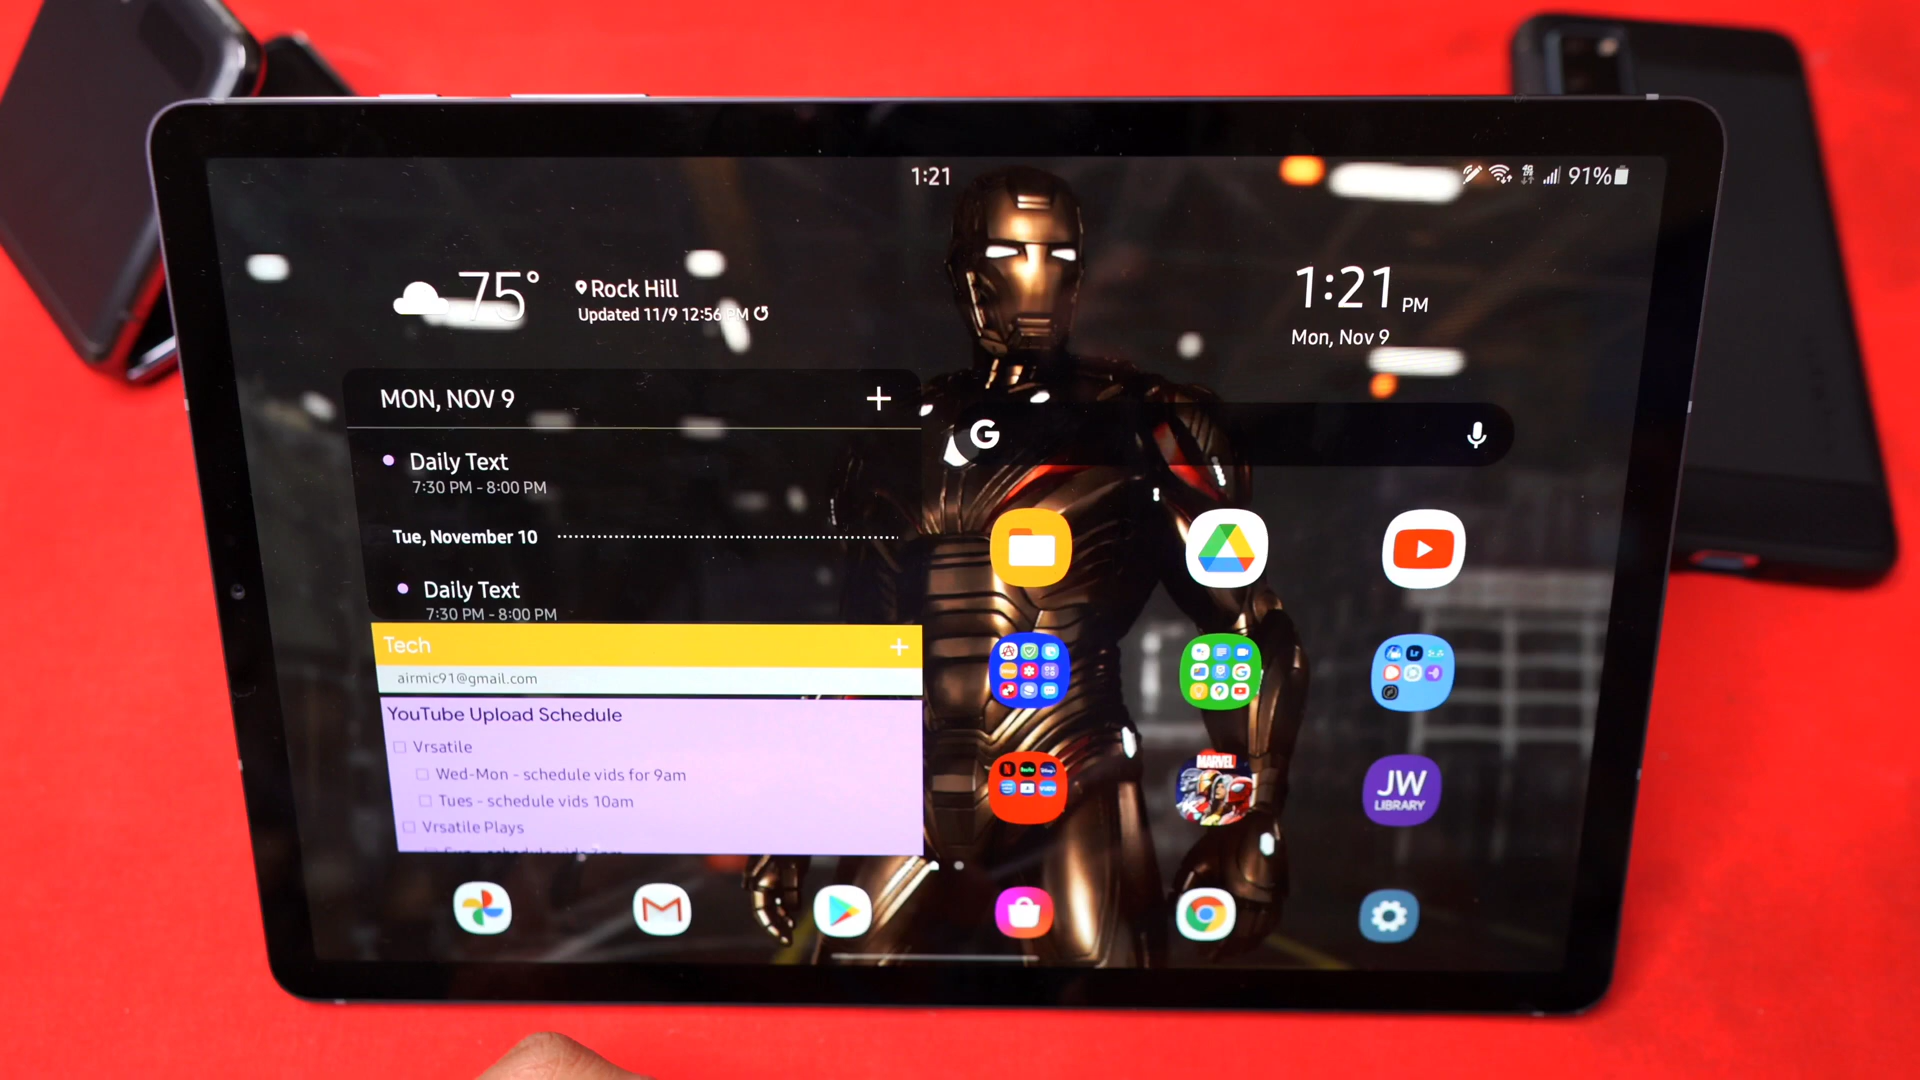 1:21
91%
75°
Rock Hill
Updated 11/9 12:56 PM
1:21 PM
Mon, Nov 9
MON, NOV 9
Daily Text
7:30 PM - 8:00 PM
Tue, November 10
Daily Text
7:30 PM - 8:00 PM
G
Tech
airmic91@gmail.com
YouTube Upload Schedule
Vrsatile
Wed-Mon - schedule vids for 9am
Tues - schedule vids 10am
Vrsatile Plays
MARVEL
JW
LIBRARY